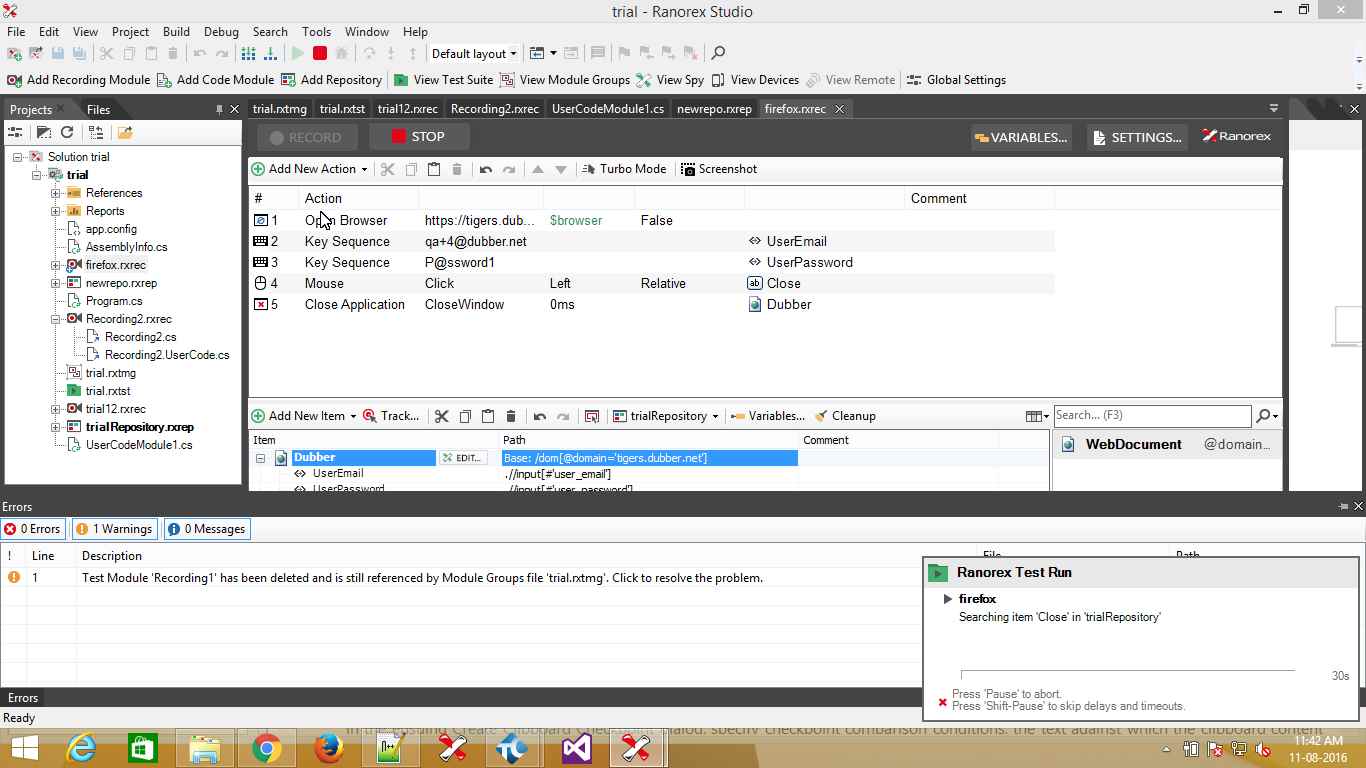 trial - Ranorex Studio
File Edit View Project Build Debug Search Tools Window Help
Default layout
Add Recording Module Add Code Module Add Repository View Test Suite View Module Groups View Spy View Devices View Remote Global Settings
Projects Files
trial.rxtmg trial.rxtst trial12.rxrec Recording2.rxrec UserCodeModule1.cs newrepo.rxrep firefox.rxrec
RECORD STOP VARIABLES... SETTINGS... Ranorex
Add New Action Turbo Mode Screenshot
# Action Comment
1 Open Browser https://tigers.dub... $browser False
2 Key Sequence qa+4@dubber.net UserEmail
3 Key Sequence P@ssword1 UserPassword
4 Mouse Click Left Relative Close
5 Close Application CloseWindow 0ms Dubber
Solution trial
trial
References
Reports
app.config
AssemblyInfo.cs
firefox.rxrec
newrepo.rxrep
Program.cs
Recording2.rxrec
Recording2.cs
Recording2.UserCode.cs
trial.rxtmg
trial.rxtst
trial12.rxrec
trialRepository.rxrep
UserCodeModule1.cs
Add New Item Track... trialRepository Variables... Cleanup Search... (F3)
Item Path Comment
Dubber EDIT... Base: /dom[@domain='tigers.dubber.net']
UserEmail .//input[#'user_email']
UserPassword .//input[#'user_password']
WebDocument @domain...
Errors
0 Errors 1 Warnings 0 Messages
! Line Description File Path
1 Test Module 'Recording1' has been deleted and is still referenced by Module Groups file 'trial.rxtmg'. Click to resolve the problem.
Ranorex Test Run
firefox
Searching item 'Close' in 'trialRepository'
30s
Press 'Pause' to abort.
Press 'Shift-Pause' to skip delays and timeouts.
Errors
Ready
11:42 AM
11-08-2016